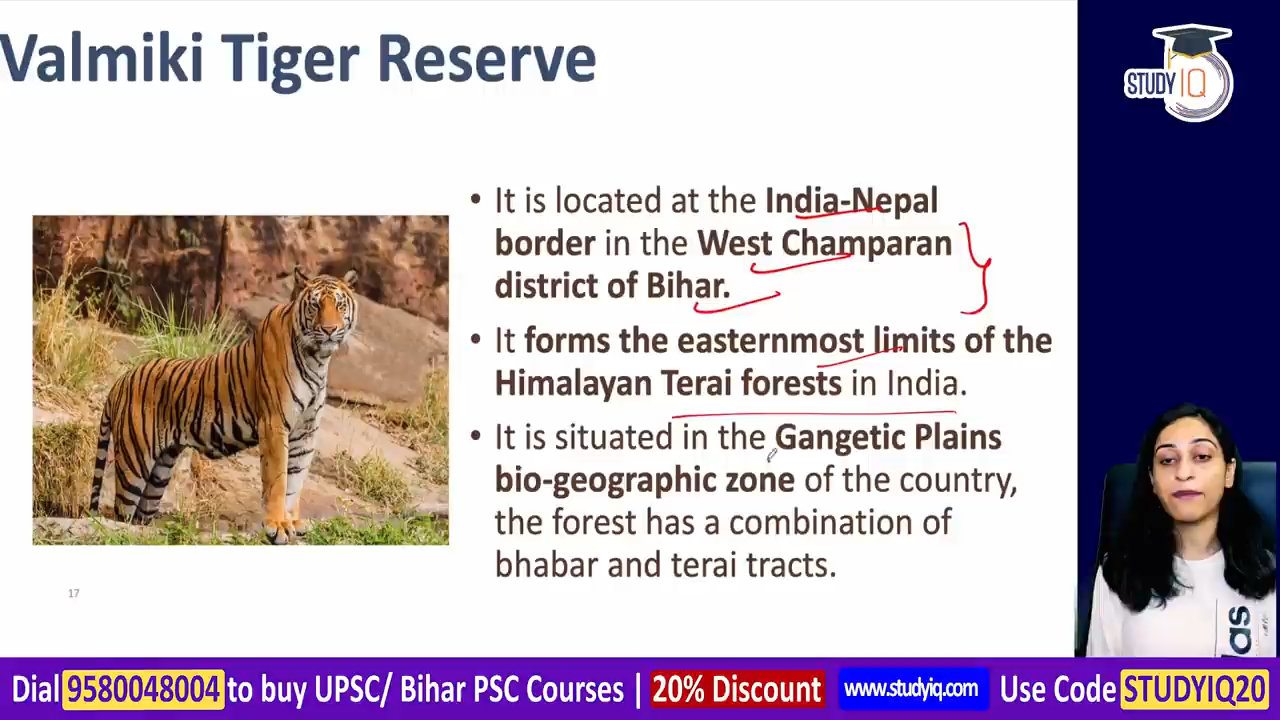 Valmiki Tiger Reserve
STUDY IQ
• It is located at the India-Nepal
border in the West Champaran
district of Bihar.
• It forms the easternmost limits of the
Himalayan Terai forests in India.
• It is situated in the Gangetic Plains
bio-geographic zone of the country,
the forest has a combination of
bhabar and terai tracts.
17
das
Dial 9580048004 to buy UPSC/ Bihar PSC Courses | 20% Discount www.studyiq.com Use Code STUDYIQ20